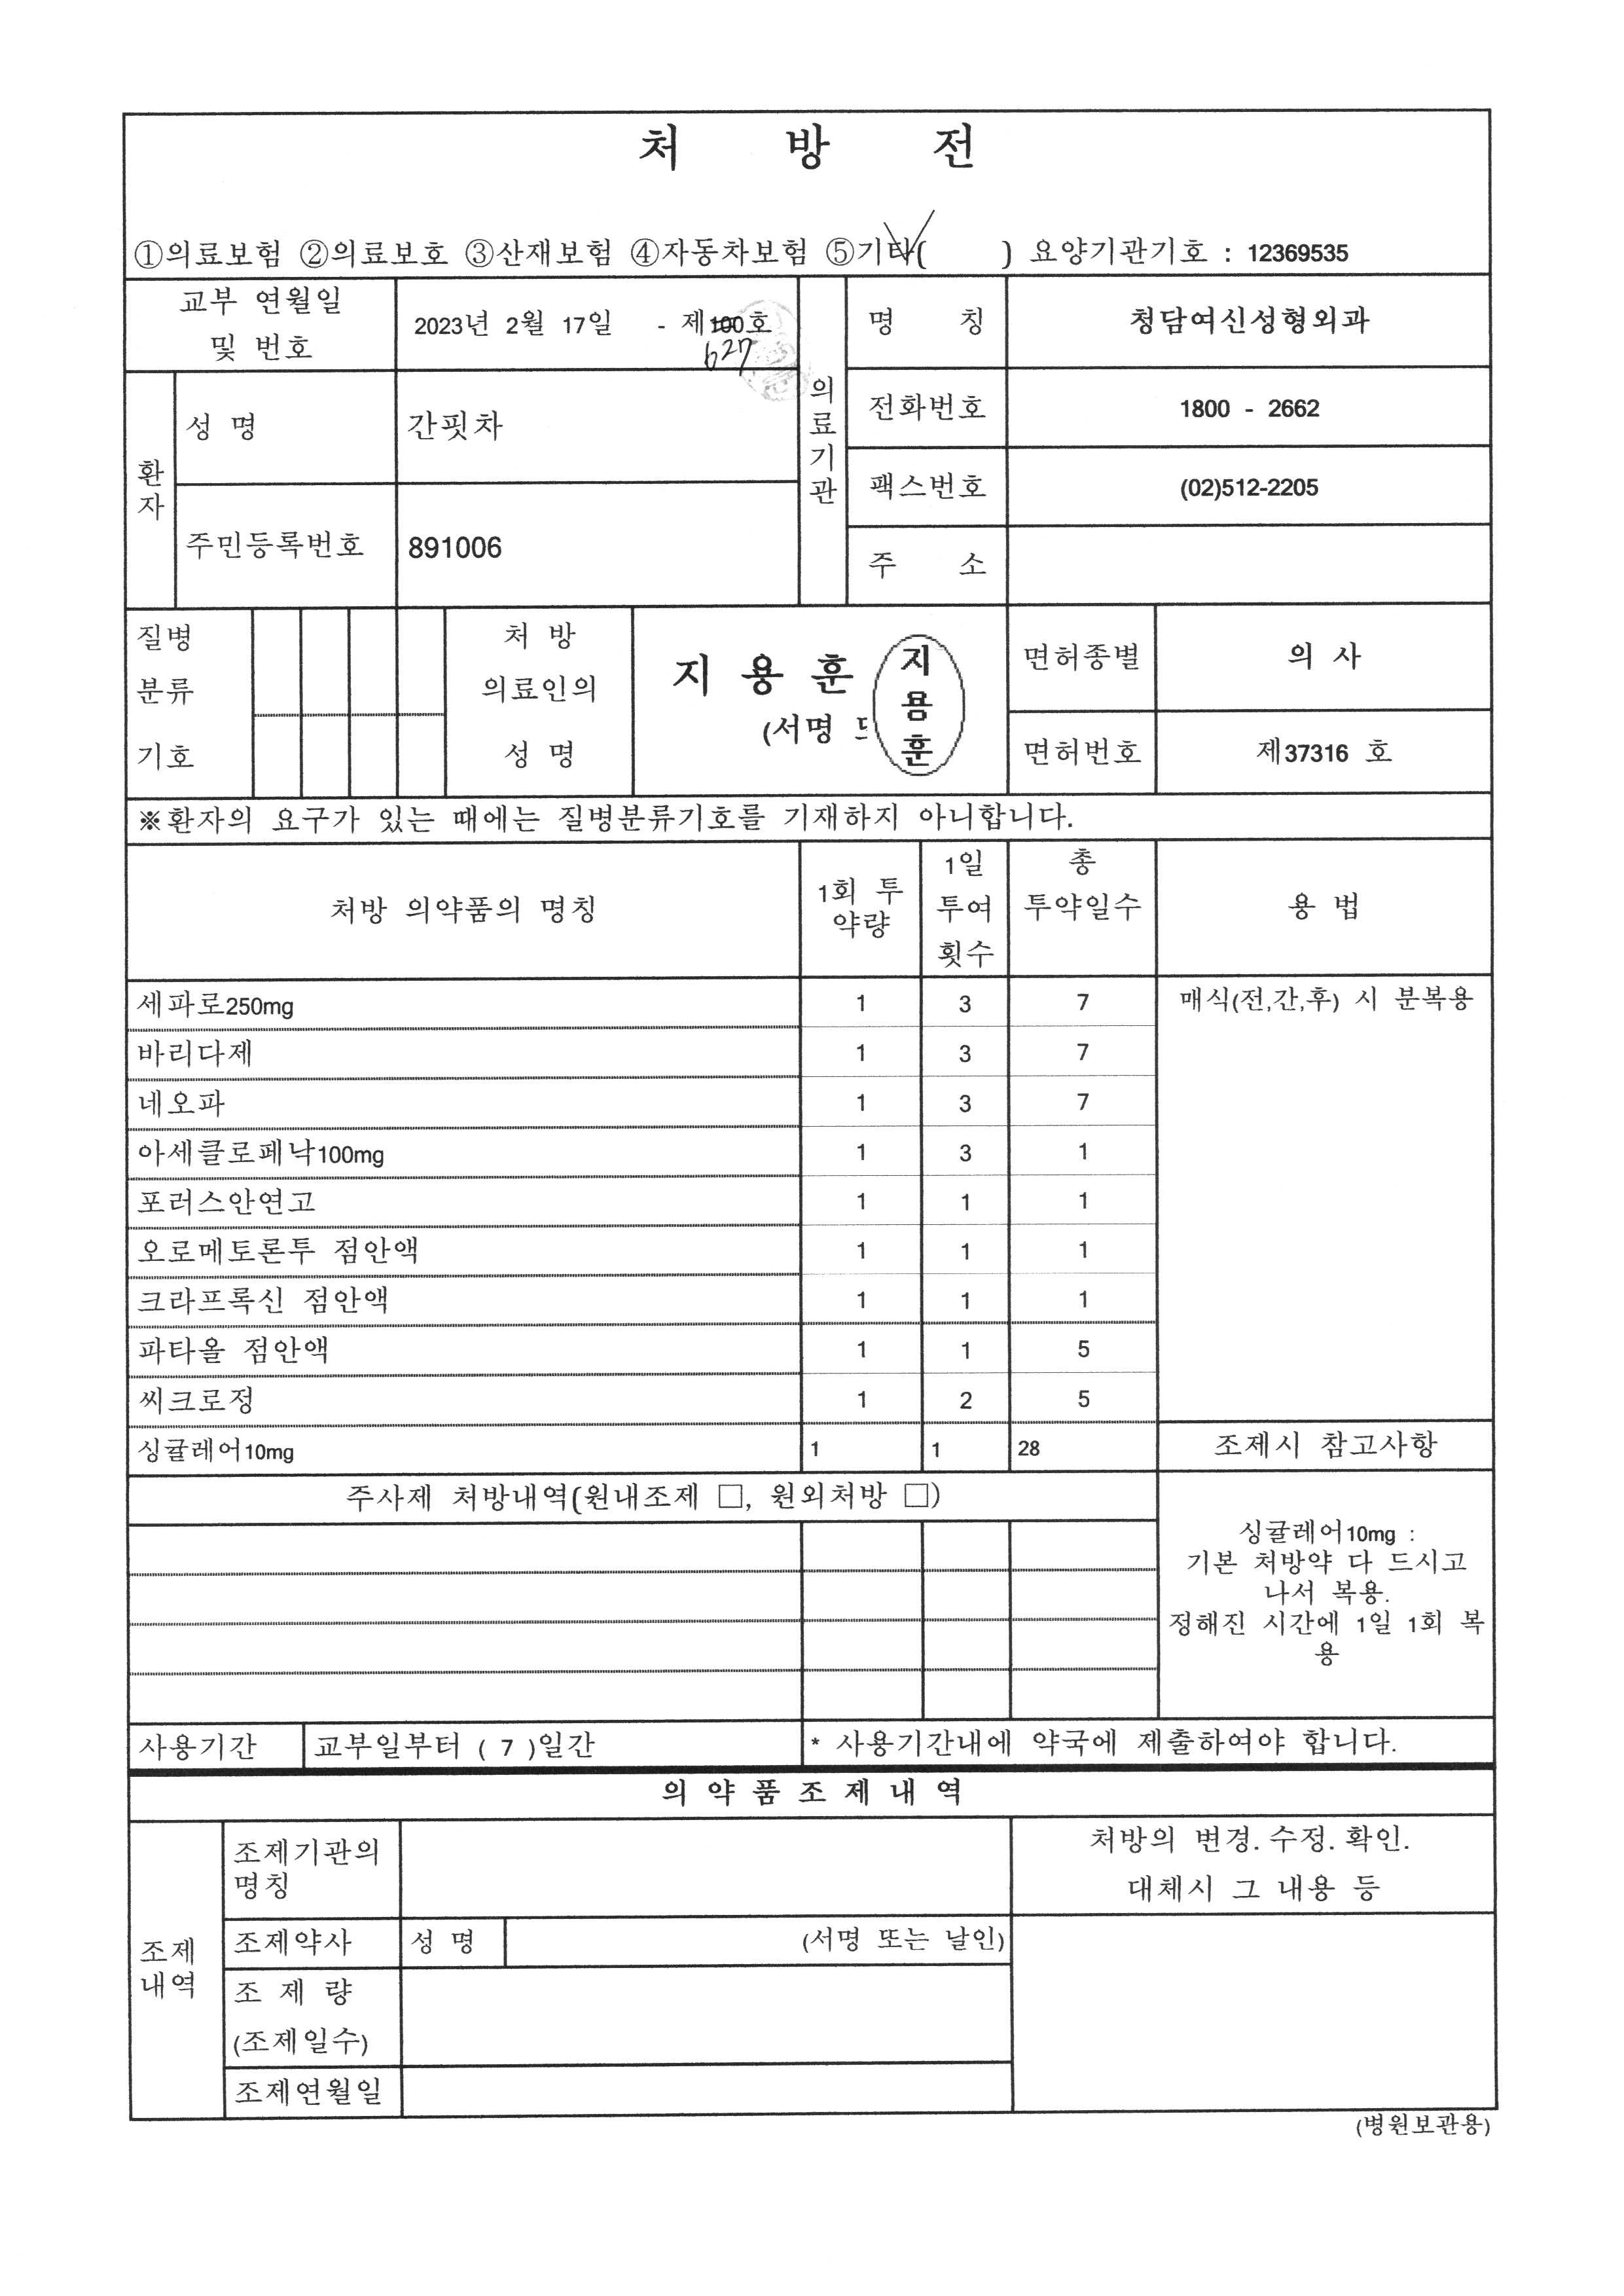 처 방 전
①의료보험 ②의료보호 ③산재보험 ④자동차보험 ⑤기타( ) 요양기관기호 : 12369535
교부 연월일
및 번호
2023년 2월 17일 - 제100호
627
환자
성 명
간핏차
주민등록번호
891006
의료기관
명 칭
청담여신성형외과
전화번호
1800 - 2662
팩스번호
(02)512-2205
주 소
질병
분류
기호
처 방
의료인의
성 명
지 용 훈
(서명
지용훈
면허종별
의 사
면허번호
제37316 호
※환자의 요구가 있는 때에는 질병분류기호를 기재하지 아니합니다.
처방 의약품의 명칭
1회 투
약량
1일
투여
횟수
총
투약일수
용 법
세파로250mg 1 3 7 매식(전,간,후) 시 분복용
바리다제 1 3 7
네오파 1 3 7
아세클로페낙100mg 1 3 1
포러스안연고 1 1 1
오로메토론투 점안액 1 1 1
크라프록신 점안액 1 1 1
파타올 점안액 1 1 5
씨크로정 1 2 5
싱귤레어10mg 1 1 28 조제시 참고사항
주사제 처방내역(원내조제 □, 원외처방 □)
싱귤레어10mg :
기본 처방약 다 드시고
나서 복용.
정해진 시간에 1일 1회 복
용
사용기간 교부일부터 ( 7 )일간 * 사용기간내에 약국에 제출하여야 합니다.
의 약 품 조 제 내 역
조제
내역
조제기관의
명칭
처방의 변경. 수정. 확인.
대체시 그 내용 등
조제약사 성 명 (서명 또는 날인)
조 제 량
(조제일수)
조제연월일
(병원보관용)